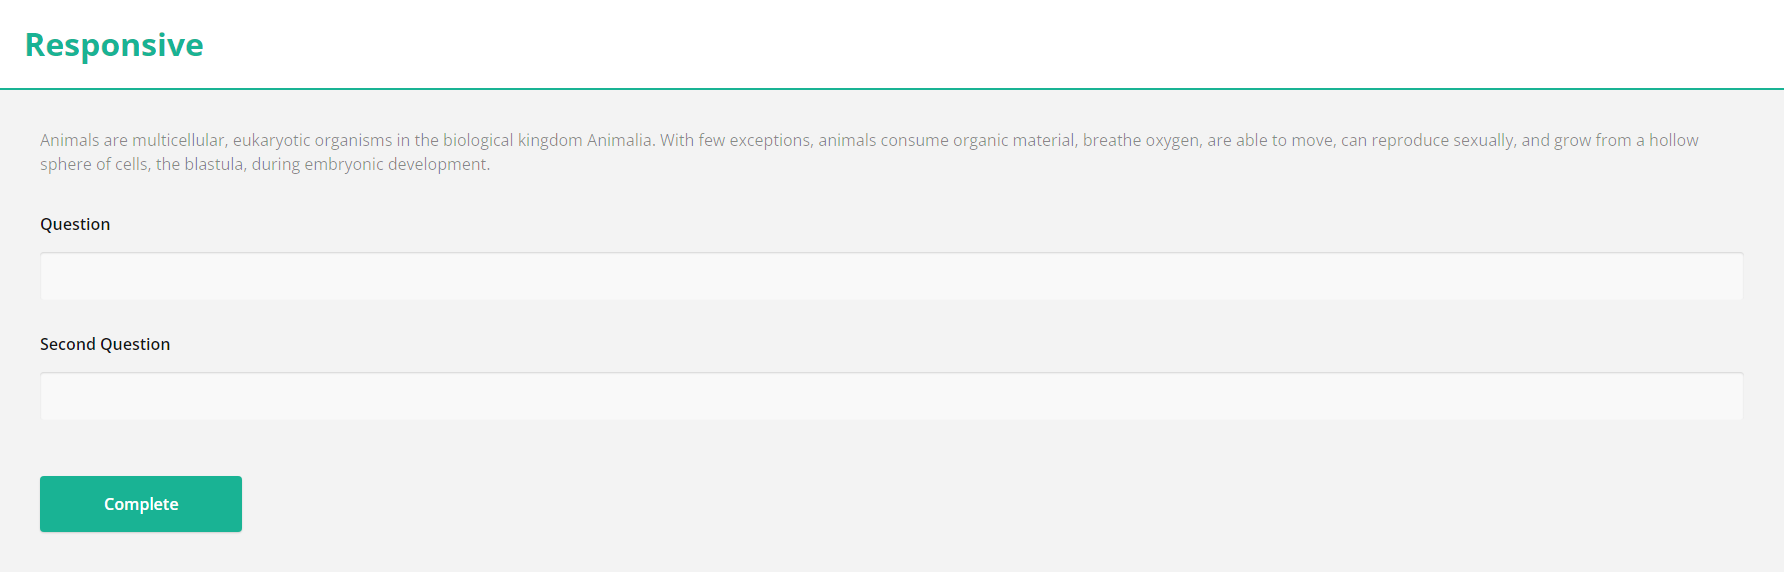 Responsive
Animals are multicellular, eukaryotic organisms in the biological kingdom Animalia. With few exceptions, animals consume organic material, breathe oxygen, are able to move, can reproduce sexually, and grow from a hollow
sphere of cells, the blastula, during embryonic development.
Question
Second Question
Complete